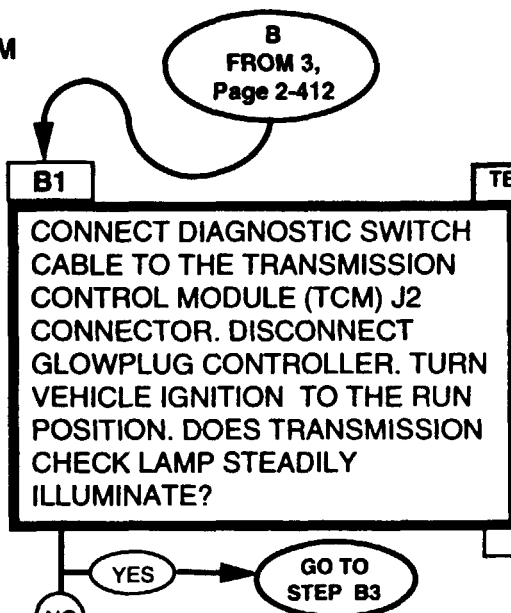 M
B
FROM 3,
Page 2-412
B1
TE
CONNECT DIAGNOSTIC SWITCH
CABLE TO THE TRANSMISSION
CONTROL MODULE (TCM) J2
CONNECTOR. DISCONNECT
GLOWPLUG CONTROLLER. TURN
VEHICLE IGNITION TO THE RUN
POSITION. DOES TRANSMISSION
CHECK LAMP STEADILY
ILLUMINATE?
YES
GO TO
STEP B3
NO